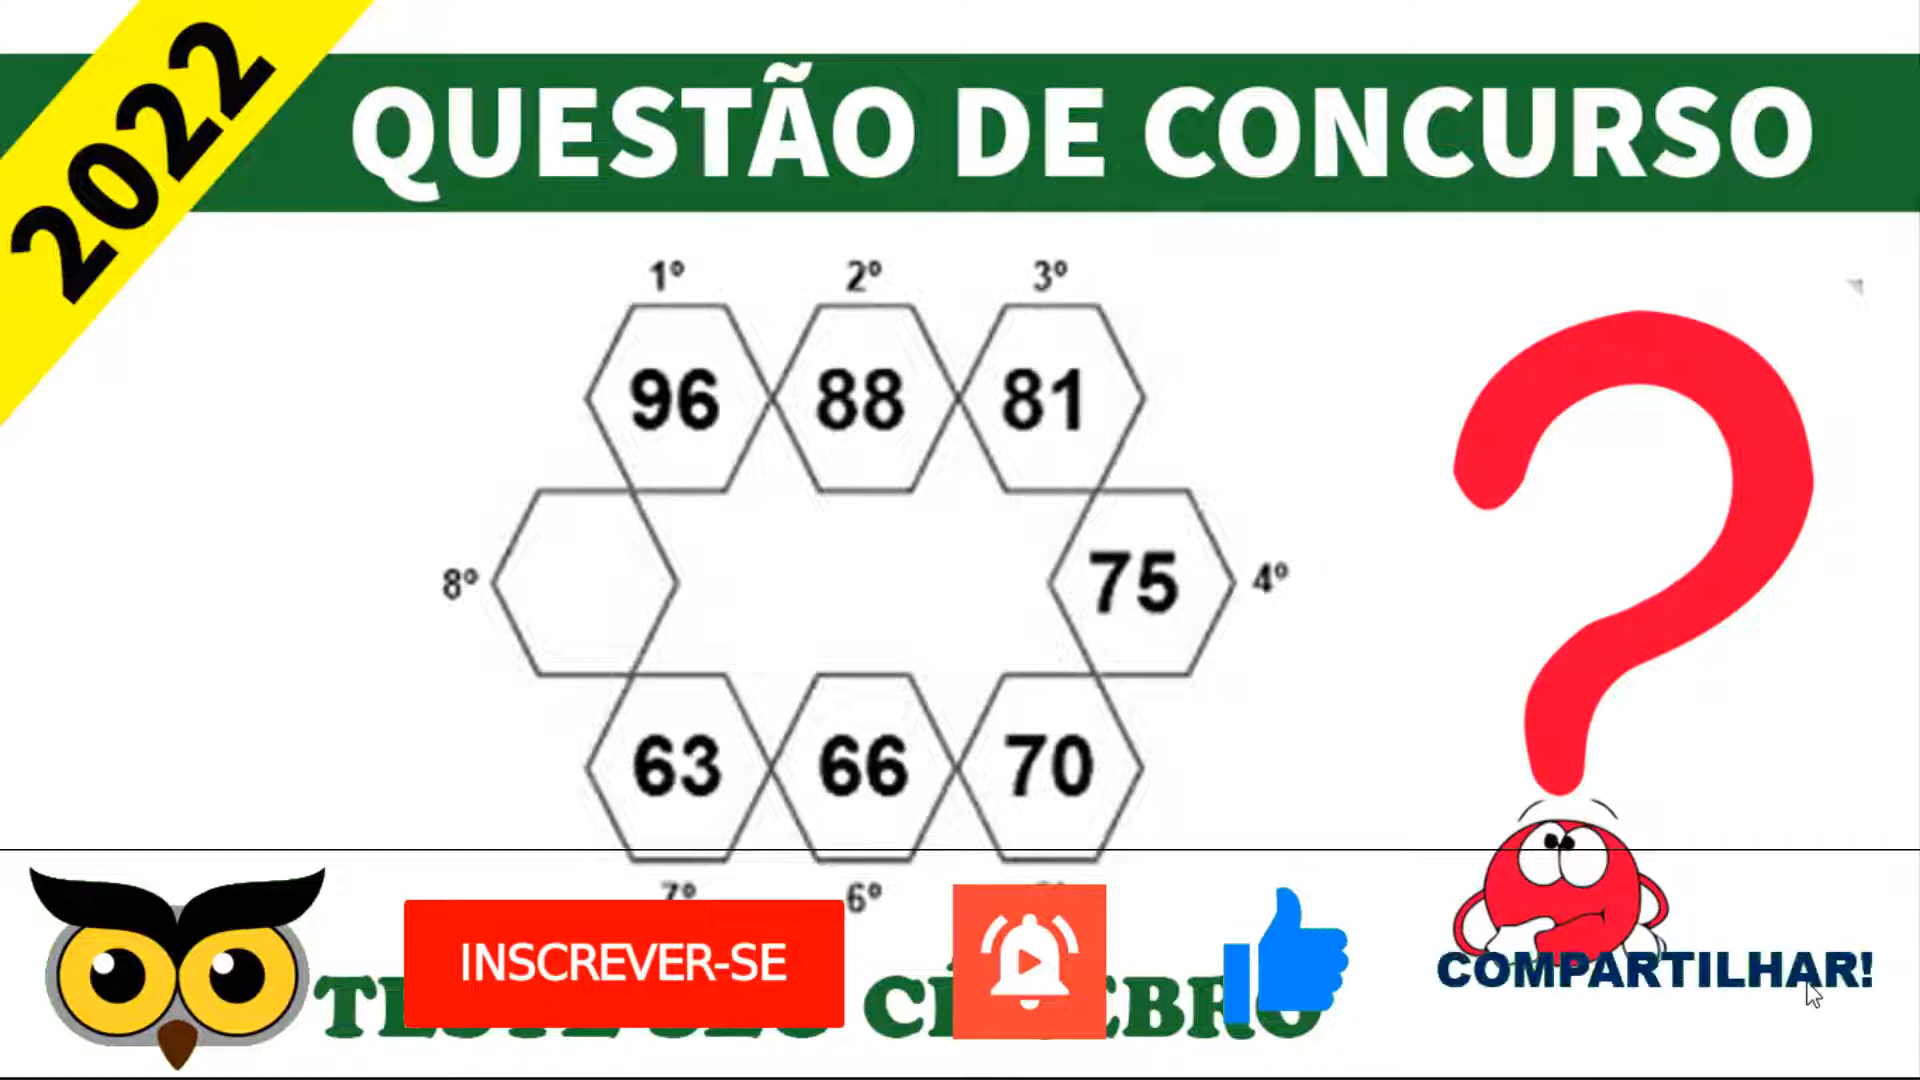 2022
QUESTÃO DE CONCURSO
1º 2º 3º
96 88 81
8º 75 4º
63 66 70
7º 6º
INSCREVER-SE
COMPARTILHAR!